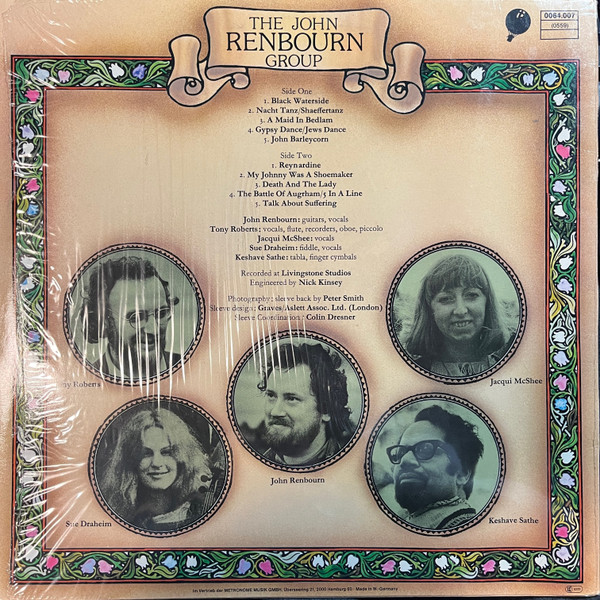 THE JOHN
RENBOURN
GROUP
0064.007
(0559)
Side One
1. Black Waterside
2. Nacht Tanz/Shaeffertanz
3. A Maid In Bedlam
4. Gypsy Dance/Jews Dance
5. John Barleycorn
Side Two
1. Reynardine
2. My Johnny Was A Shoemaker
3. Death And The Lady
4. The Battle Of Augrham/5 In A Line
5. Talk About Suffering
John Renbourn: guitars, vocals
Tony Roberts: vocals, flute, recorders, oboe, piccolo
Jacqui McShee: vocals
Sue Draheim: fiddle, vocals
Keshave Sathe: tabla, finger cymbals
Recorded at Livingstone Studios
Engineered by Nick Kinsey
Photography: sleeve back by Peter Smith
Sleeve design: Graves/Aslett Assoc. Ltd. (London)
Sleeve Coordination: Colin Dresner
Roberts
Jacqui McShee
John Renbourn
Sue Draheim
Keshave Sathe
Im Vertrieb der METRONOME MUSIK GMBH, Überseering 27, 2000 Hamburg 60 · Made in W.-Germany